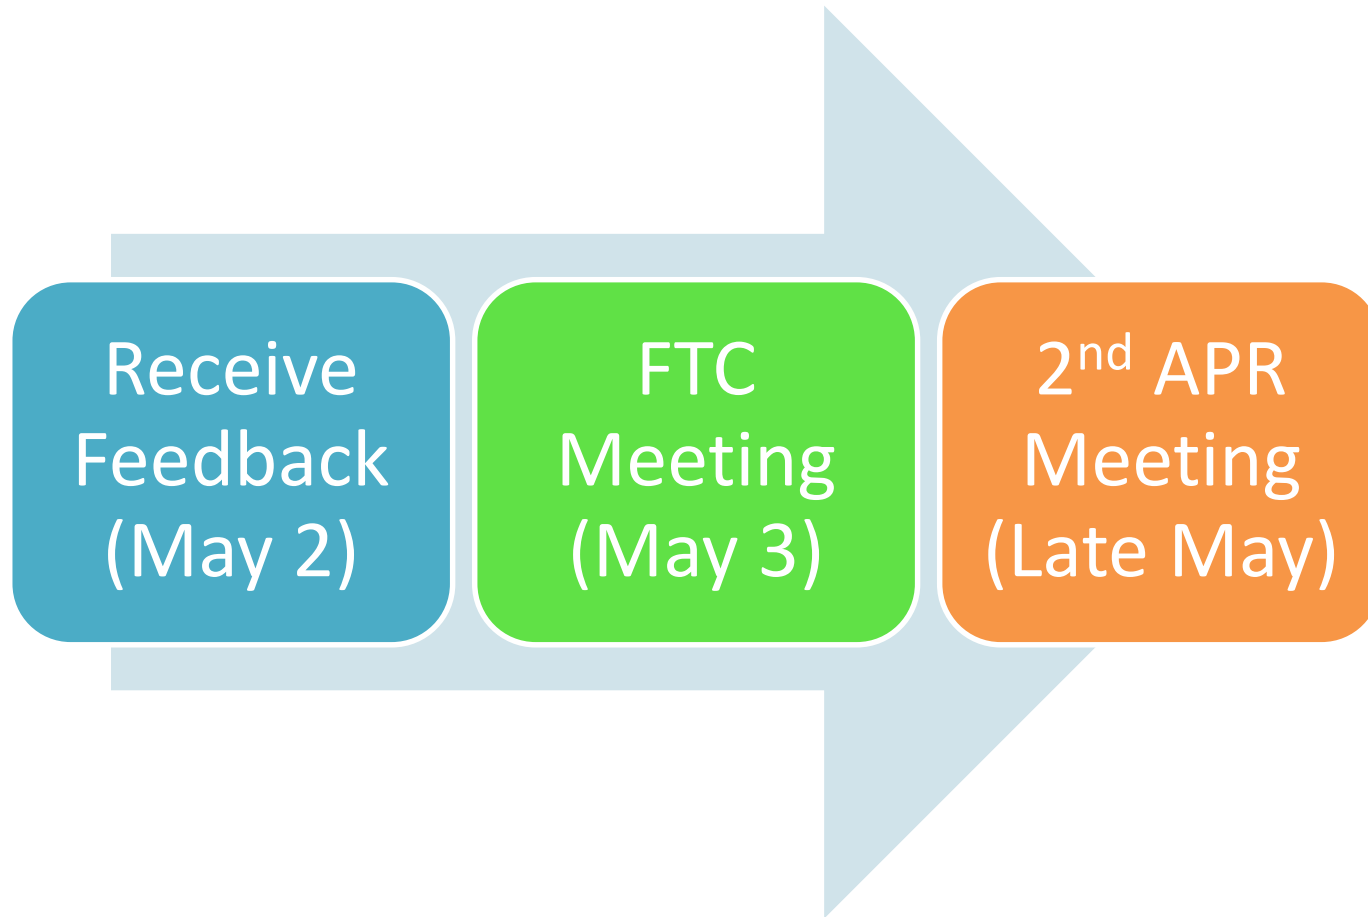 Receive
Feedback
(May 2)
FTC
Meeting
(May 3)
2nd APR
Meeting
(Late May)